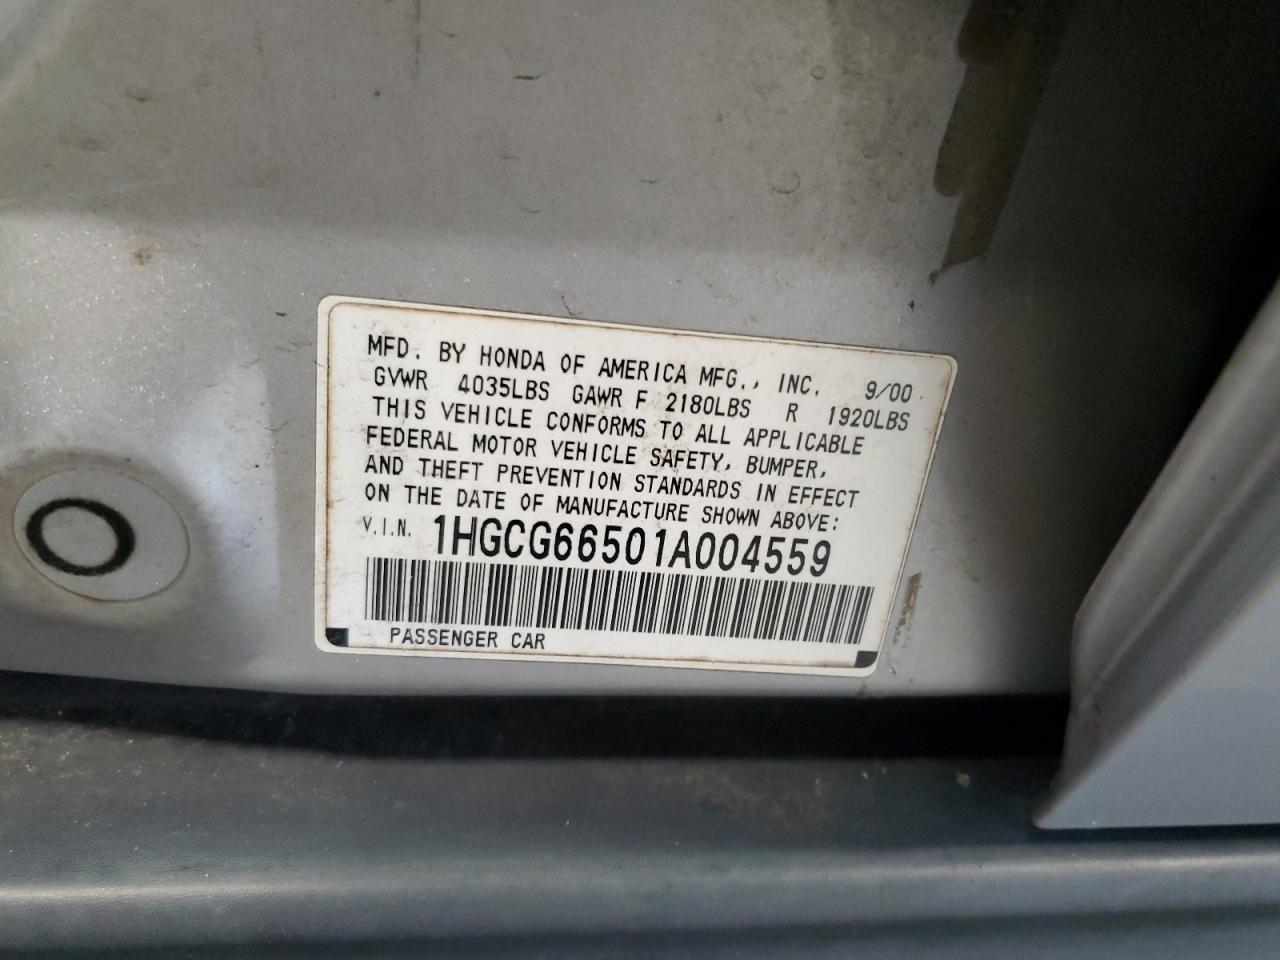 MFD. BY HONDA OF AMERICA MFG., INC. 9/00
GVWR 4035LBS GAWR F 2180LBS R 1920LBS
THIS VEHICLE CONFORMS TO ALL APPLICABLE
FEDERAL MOTOR VEHICLE SAFETY, BUMPER,
AND THEFT PREVENTION STANDARDS IN EFFECT
ON THE DATE OF MANUFACTURE SHOWN ABOVE:
V.I.N. 1HGCG66501A004559
PASSENGER CAR